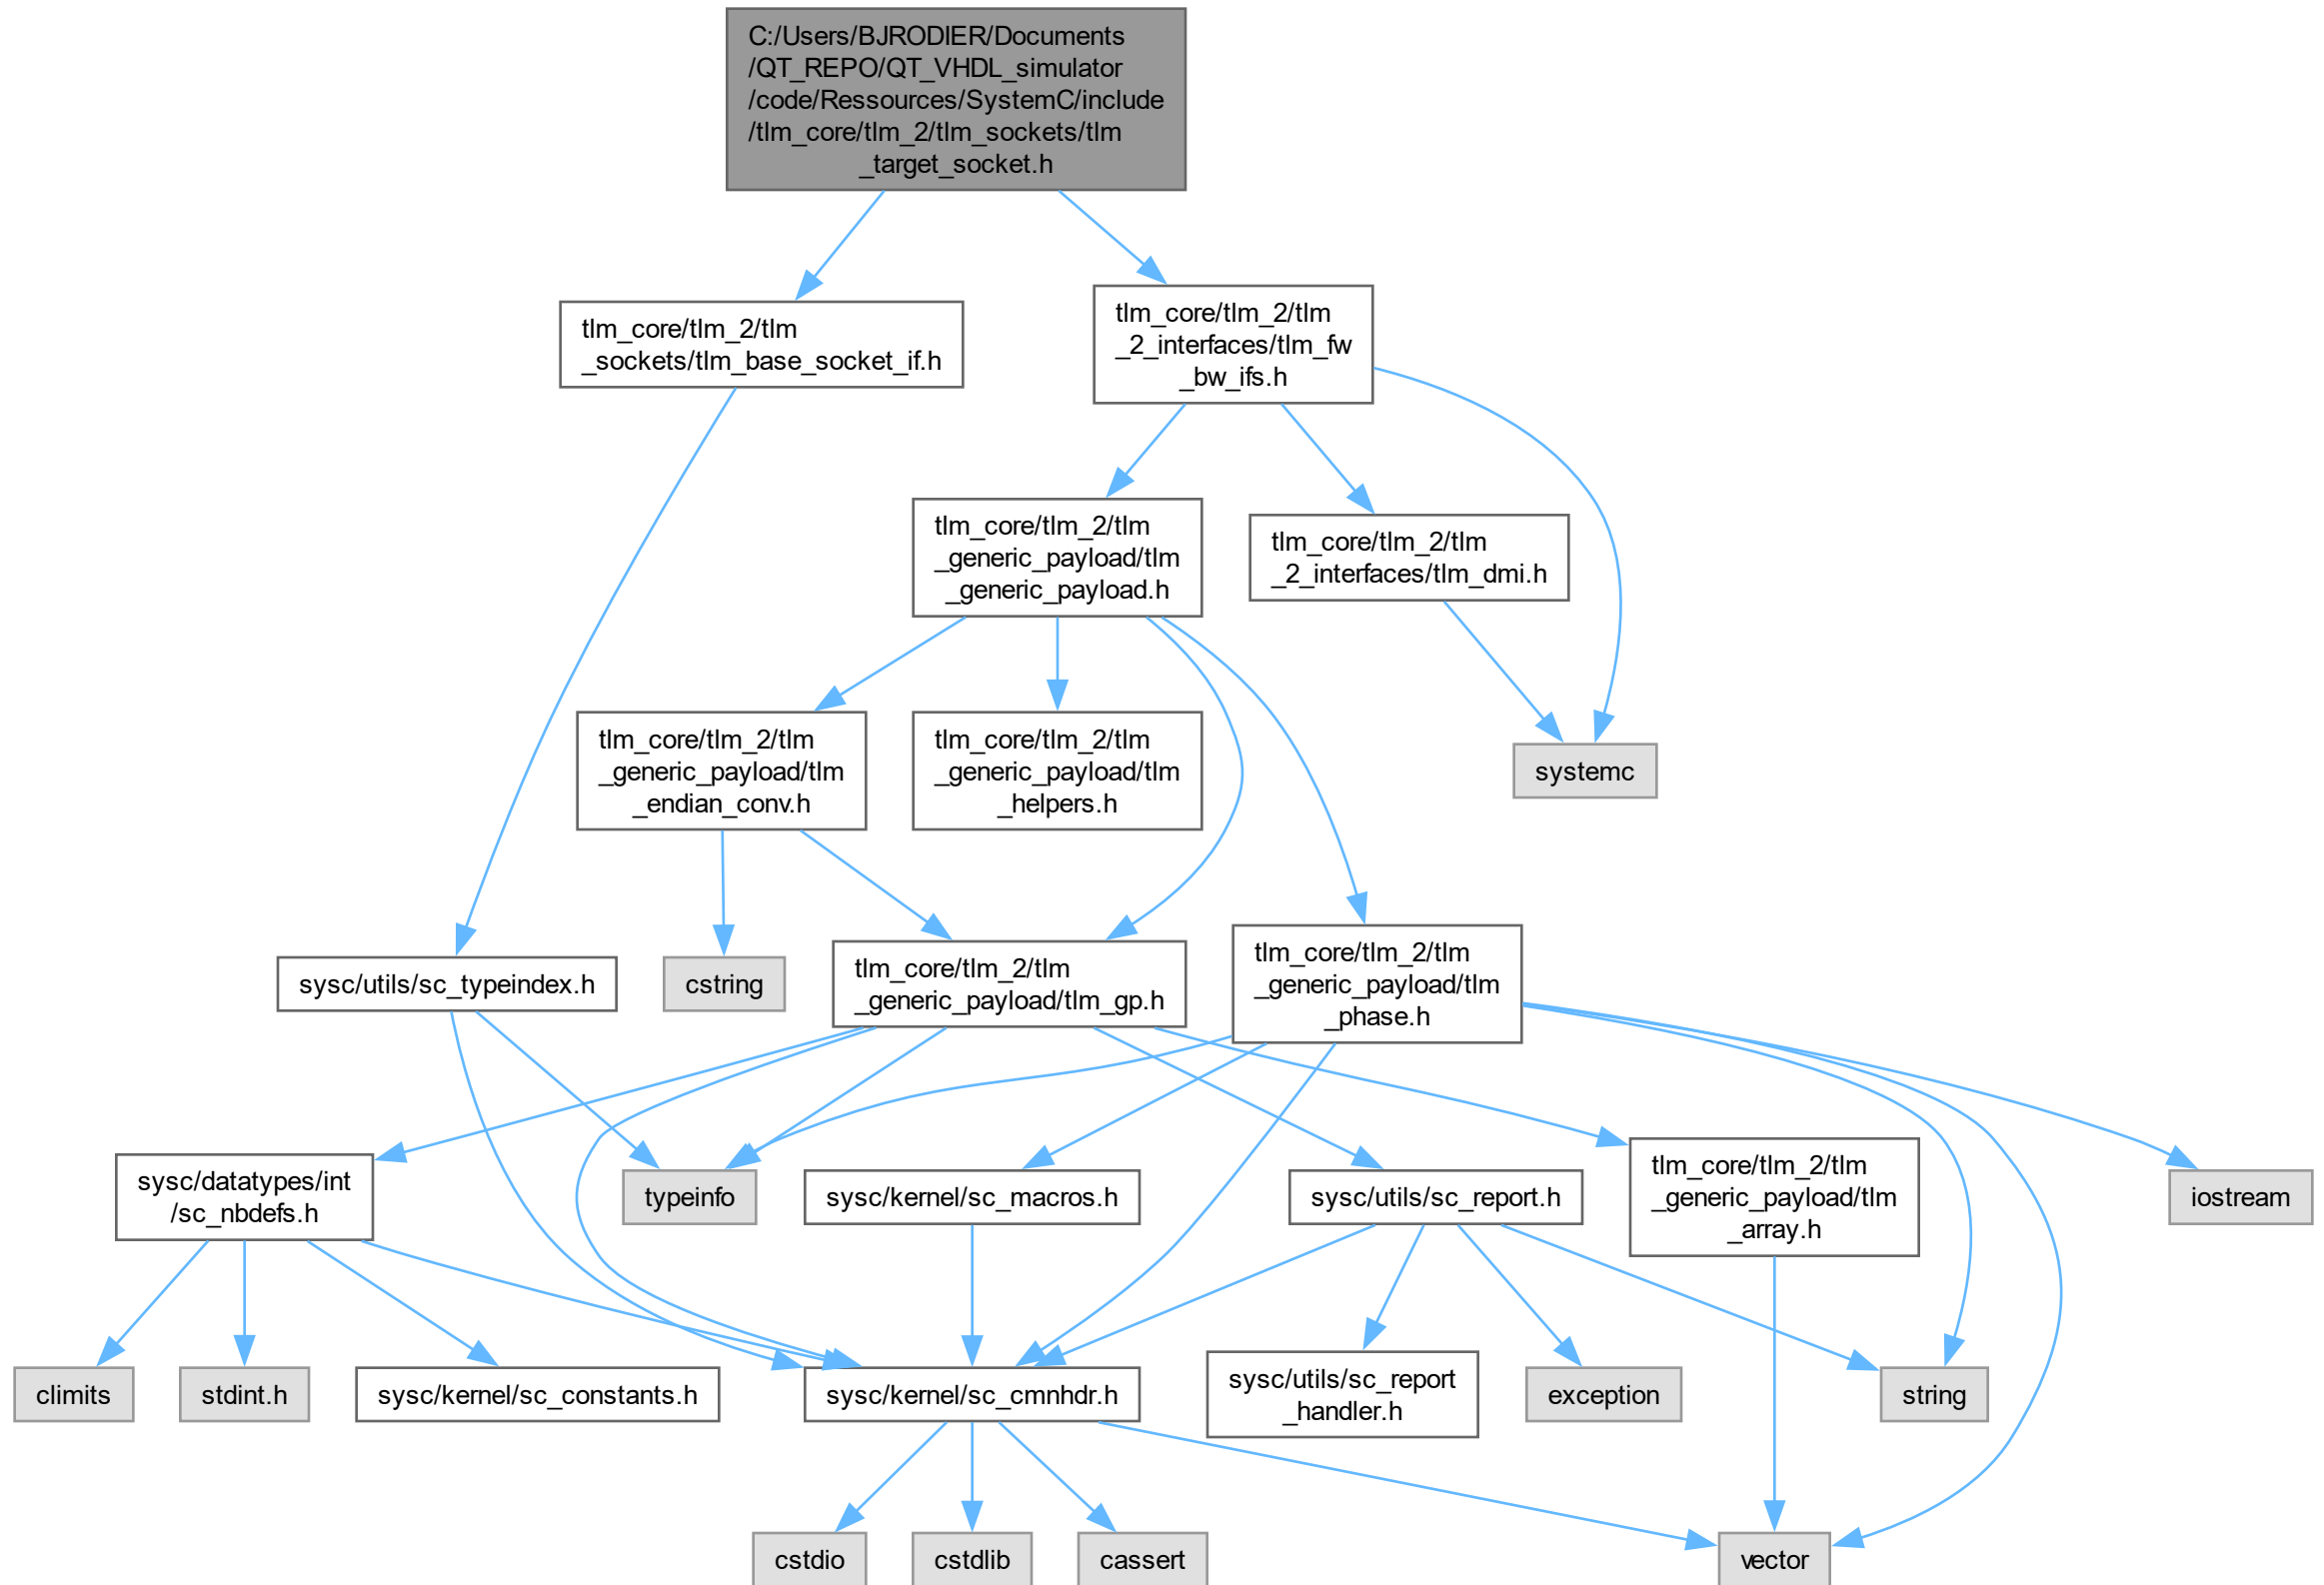 C:/Users/BJRODIER/Documents
/QT_REPO/QT_VHDL_simulator
/code/Ressources/SystemC/include
/tlm_core/tlm_2/tlm_sockets/tlm
_target_socket.h
tlm_core/tlm_2/tlm
_sockets/tlm_base_socket_if.h
tlm_core/tlm_2/tlm
_2_interfaces/tlm_fw
_bw_ifs.h
tlm_core/tlm_2/tlm
_generic_payload/tlm
_generic_payload.h
tlm_core/tlm_2/tlm
_2_interfaces/tlm_dmi.h
tlm_core/tlm_2/tlm
_generic_payload/tlm
_endian_conv.h
tlm_core/tlm_2/tlm
_generic_payload/tlm
_helpers.h
systemc
sysc/utils/sc_typeindex.h
cstring
tlm_core/tlm_2/tlm
_generic_payload/tlm_gp.h
tlm_core/tlm_2/tlm
_generic_payload/tlm
_phase.h
sysc/datatypes/int
/sc_nbdefs.h
typeinfo
sysc/kernel/sc_macros.h
sysc/utils/sc_report.h
tlm_core/tlm_2/tlm
_generic_payload/tlm
_array.h
iostream
climits
stdint.h
sysc/kernel/sc_constants.h
sysc/kernel/sc_cmnhdr.h
sysc/utils/sc_report
_handler.h
exception
string
cstdio
cstdlib
cassert
vector